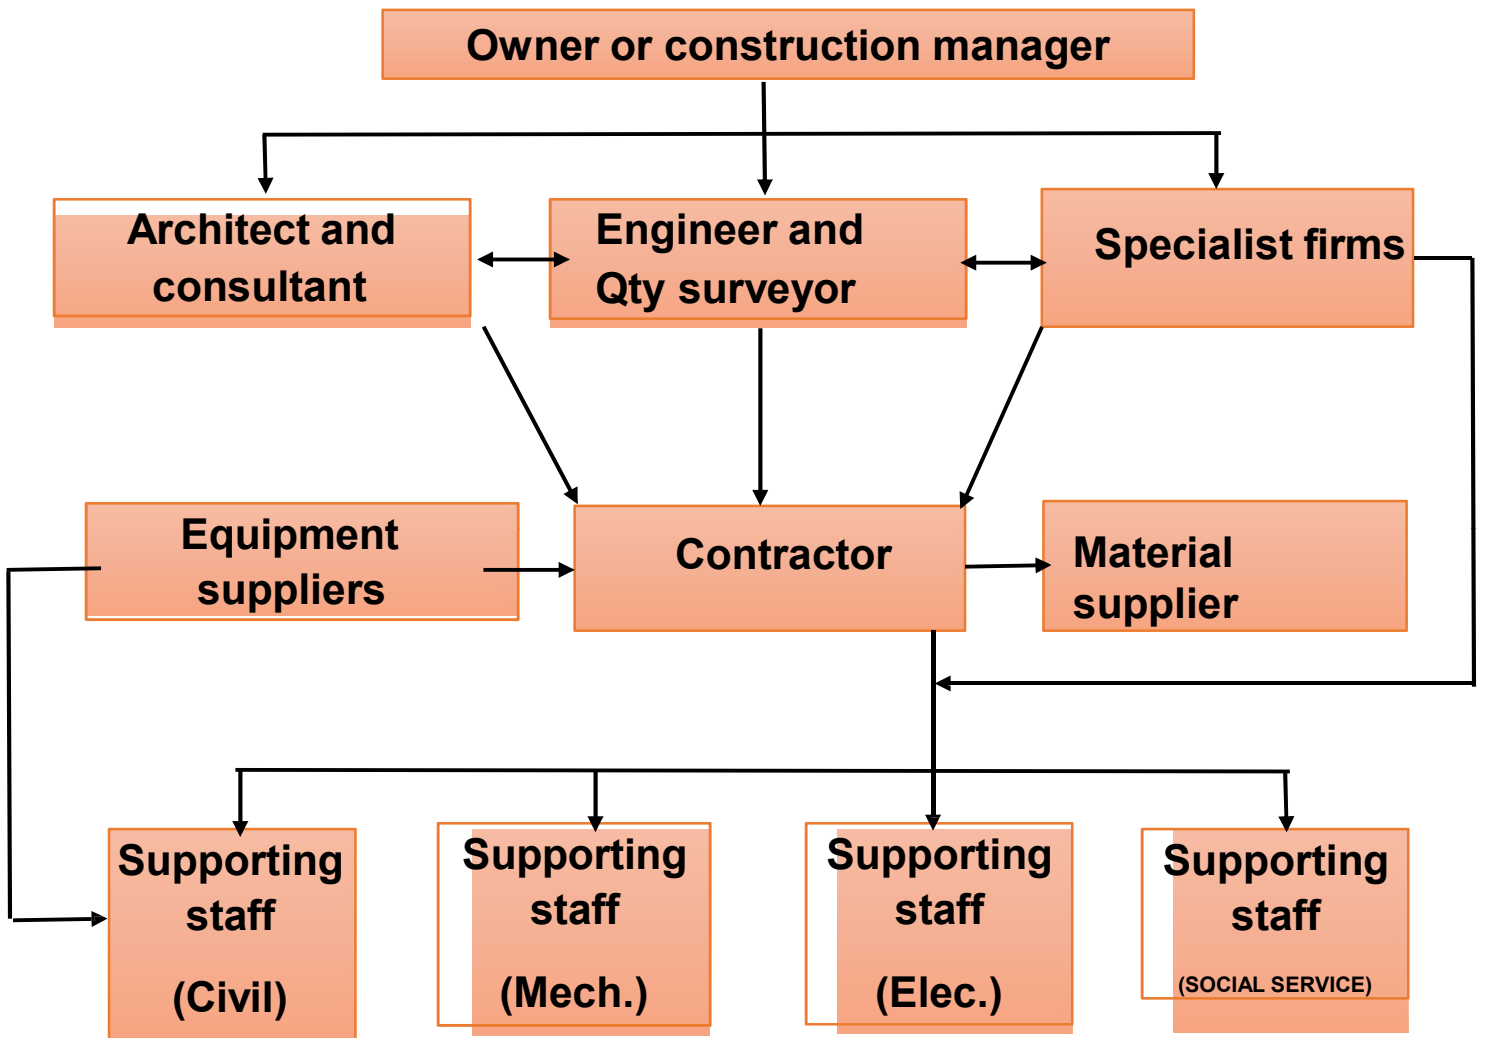 Owner or construction manager
Architect and
consultant
Engineer and
Qty surveyor
Specialist firms
Equipment
suppliers
Contractor
Material
supplier
Supporting
staff
(Civil)
Supporting
staff
(Mech.)
Supporting
staff
(Elec.)
Supporting
staff
(SOCIAL SERVICE)